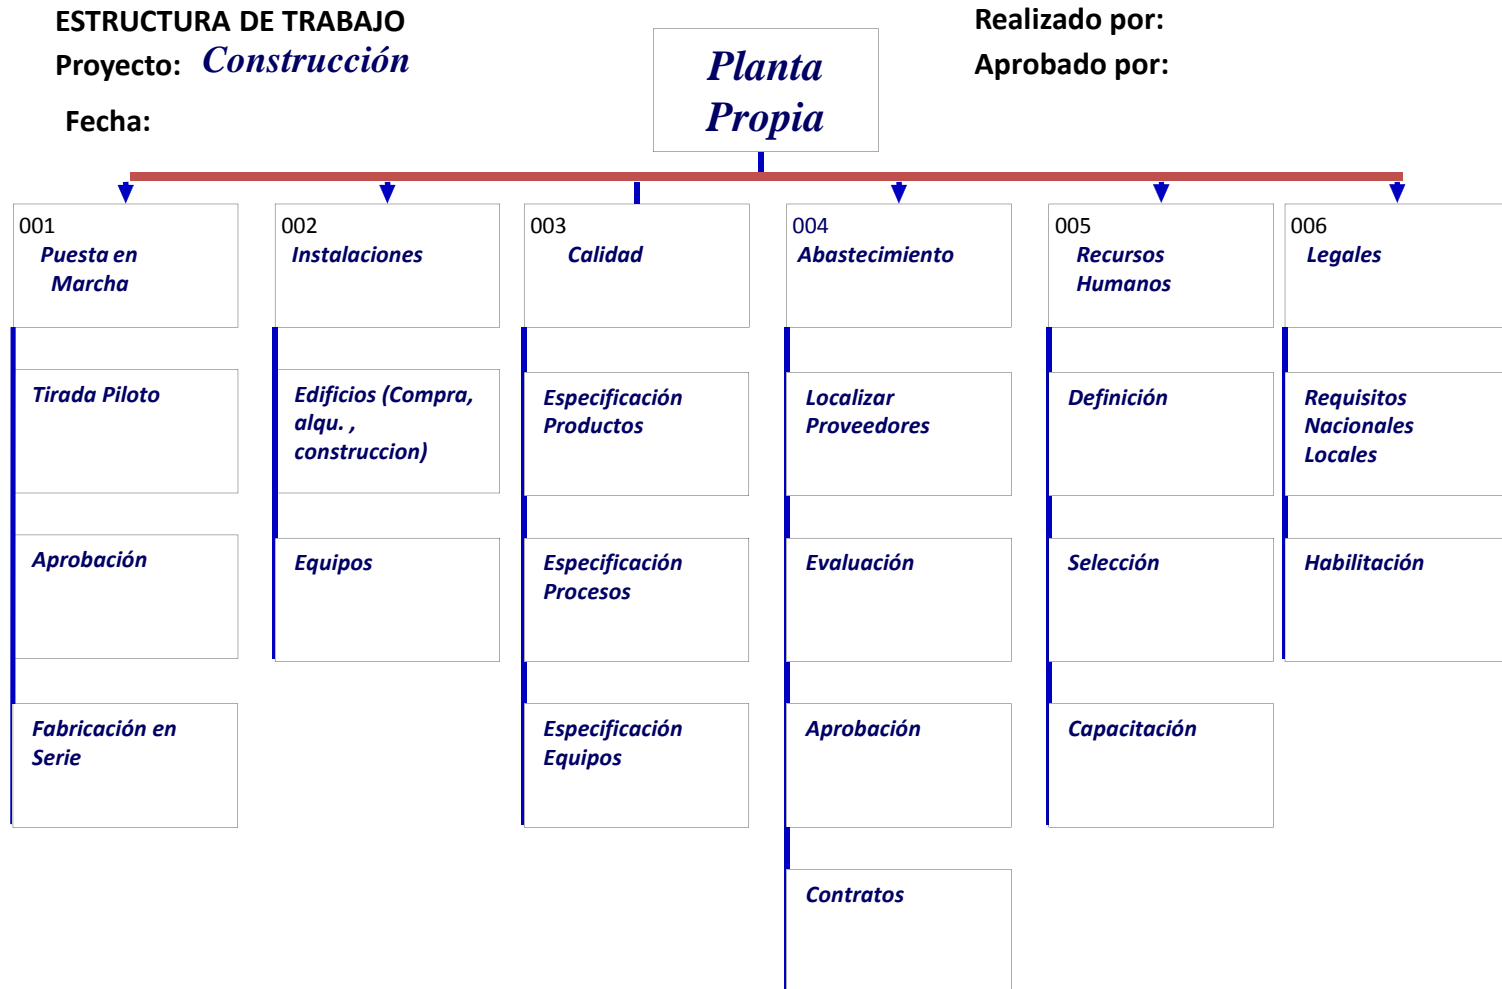 ESTRUCTURA DE TRABAJO
Proyecto: Construcción
Fecha:
Planta
Propia
Realizado por:
Aprobado por:
001
Puesta en
Marcha
Tirada Piloto
Aprobación
Fabricación en
Serie
002
Instalaciones
Edificios (Compra,
alqu. ,
construccion)
Equipos
003
Calidad
Especificación
Productos
Especificación
Procesos
Especificación
Equipos
004
Abastecimiento
Localizar
Proveedores
Evaluación
Aprobación
Contratos
005
Recursos
Humanos
Definición
Selección
Capacitación
006
Legales
Requisitos
Nacionales
Locales
Habilitación